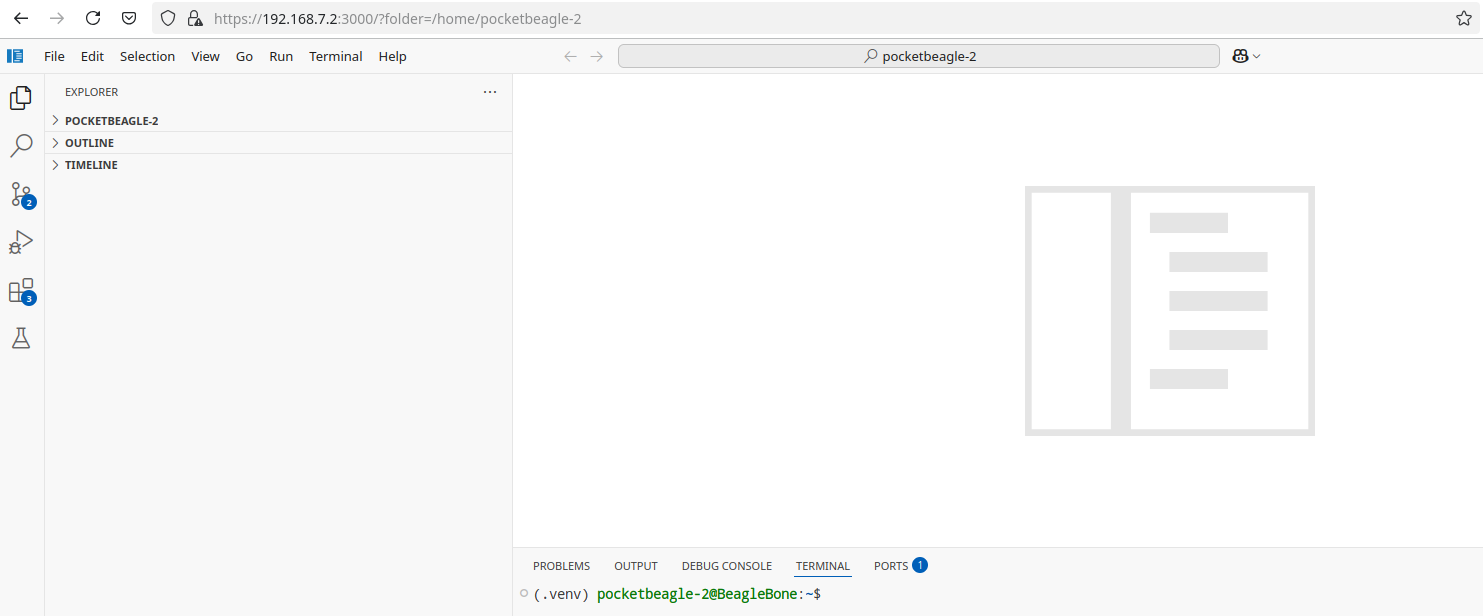 https://192.168.7.2:3000/?folder=/home/pocketbeagle-2
File Edit Selection View Go Run Terminal Help
pocketbeagle-2
EXPLORER
POCKETBEAGLE-2
OUTLINE
TIMELINE
2
3
PROBLEMS OUTPUT DEBUG CONSOLE TERMINAL PORTS 1
(.venv) pocketbeagle-2@BeagleBone:~$